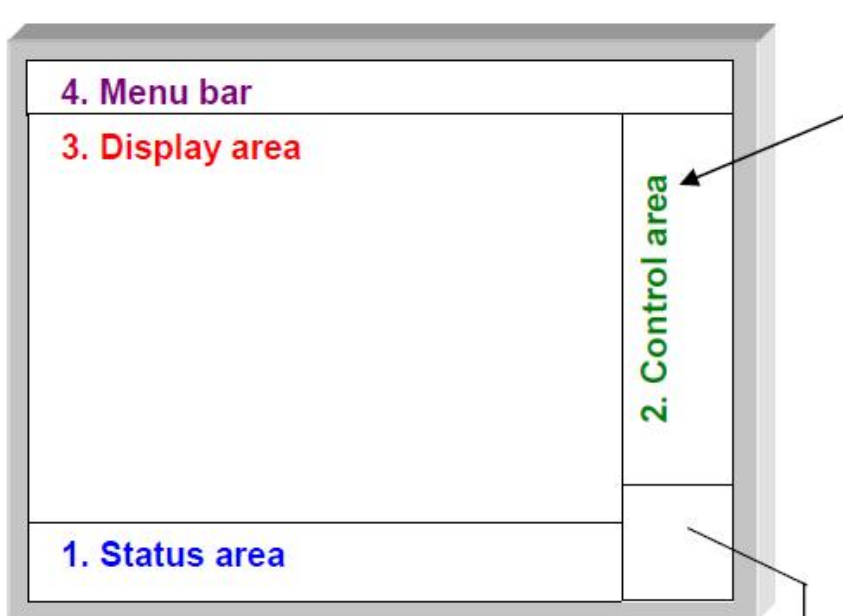 4. Menu bar
3. Display area
2. Control area
1. Status area